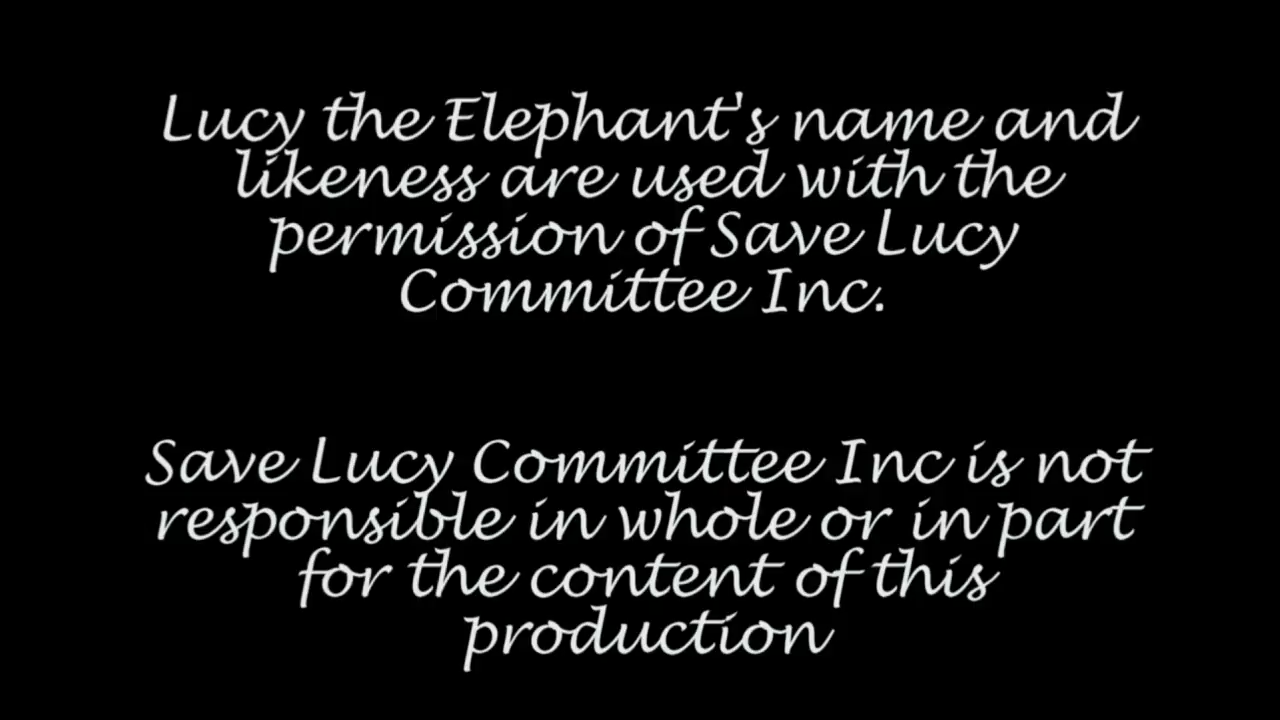 Lucy the Elephant's name and
likeness are used with the
permission of Save Lucy
Committee Inc.
Save Lucy Committee Inc is not
responsible in whole or in part
for the content of this
production